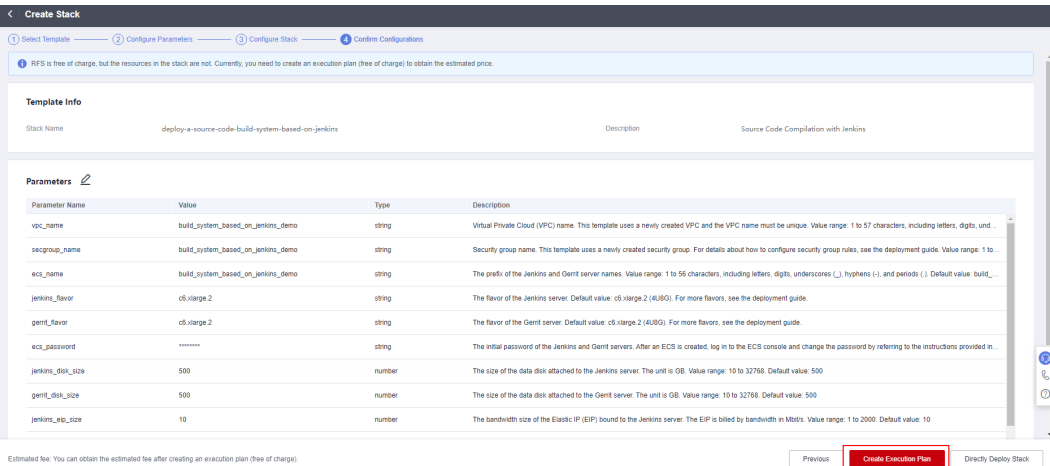 Create Stack
1 Select Template 2 Configure Parameters 3 Configure Stack 4 Confirm Configurations
RFS is free of charge, but the resources in the stack are not. Currently, you need to create an execution plan (free of charge) to obtain the estimated price.
Template Info
Stack Name deploy-a-source-code-build-system-based-on-jenkins Description Source Code Compilation with Jenkins
Parameters
Parameter Name Value Type Description
vpc_name build_system_based_on_jenkins_demo string Virtual Private Cloud (VPC) name. This template uses a newly created VPC and the VPC name must be unique. Value range: 1 to 57 characters, including letters, digits, und...
secgroup_name build_system_based_on_jenkins_demo string Security group name. This template uses a newly created security group. For details about how to configure security group rules, see the deployment guide. Value range: 1 to...
ecs_name build_system_based_on_jenkins_demo string The prefix of the Jenkins and Gerrit server names. Value range: 1 to 56 characters, including letters, digits, underscores (_), hyphens (-), and periods (.). Default value: build_...
jenkins_flavor c6.xlarge.2 string The flavor of the Jenkins server. Default value: c6.xlarge.2 (4U8G). For more flavors, see the deployment guide.
gerrit_flavor c6.xlarge.2 string The flavor of the Gerrit server. Default value: c6.xlarge.2 (4U8G). For more flavors, see the deployment guide.
ecs_password ******** string The initial password of the Jenkins and Gerrit servers. After an ECS is created, log in to the ECS console and change the password by referring to the instructions provided in...
jenkins_disk_size 500 number The size of the data disk attached to the Jenkins server. The unit is GB. Value range: 10 to 32768. Default value: 500
gerrit_disk_size 500 number The size of the data disk attached to the Gerrit server. The unit is GB. Value range: 10 to 32768. Default value: 500
jenkins_eip_size 10 number The bandwidth size of the Elastic IP (EIP) bound to the Jenkins server. The EIP is billed by bandwidth in Mbit/s. Value range: 1 to 2000. Default value: 10
Estimated fee: You can obtain the estimated fee after creating an execution plan (free of charge). Previous Create Execution Plan Directly Deploy Stack